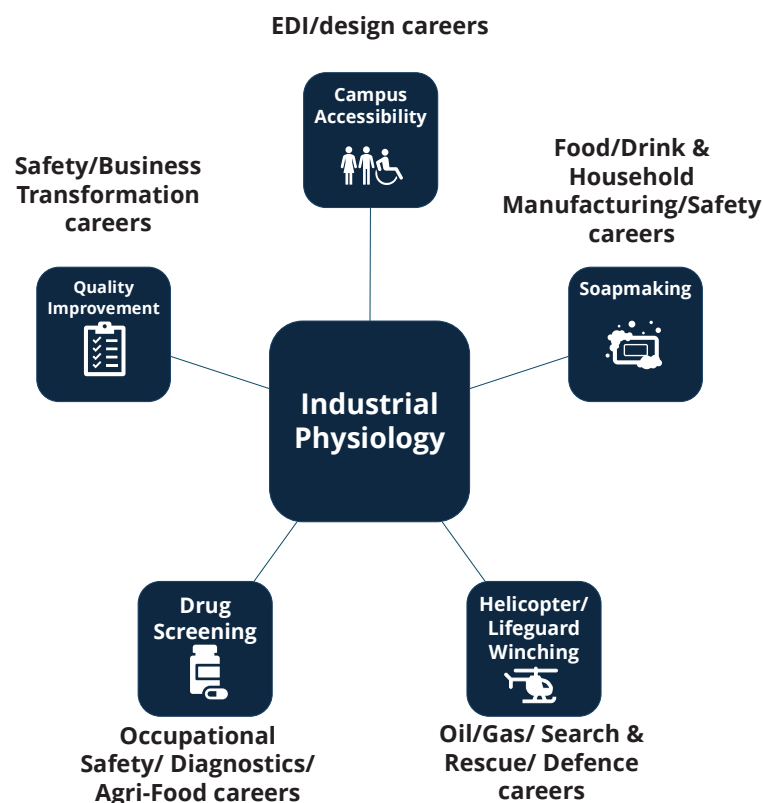 EDI/design careers
Campus
Accessibility
Safety/Business
Transformation
careers
Food/Drink &
Household
Manufacturing/Safety
careers
Quality
Improvement
Soapmaking
Industrial
Physiology
Drug
Screening
Helicopter/
Lifeguard
Winching
Occupational
Safety/ Diagnostics/
Agri-Food careers
Oil/Gas/ Search &
Rescue/ Defence
careers